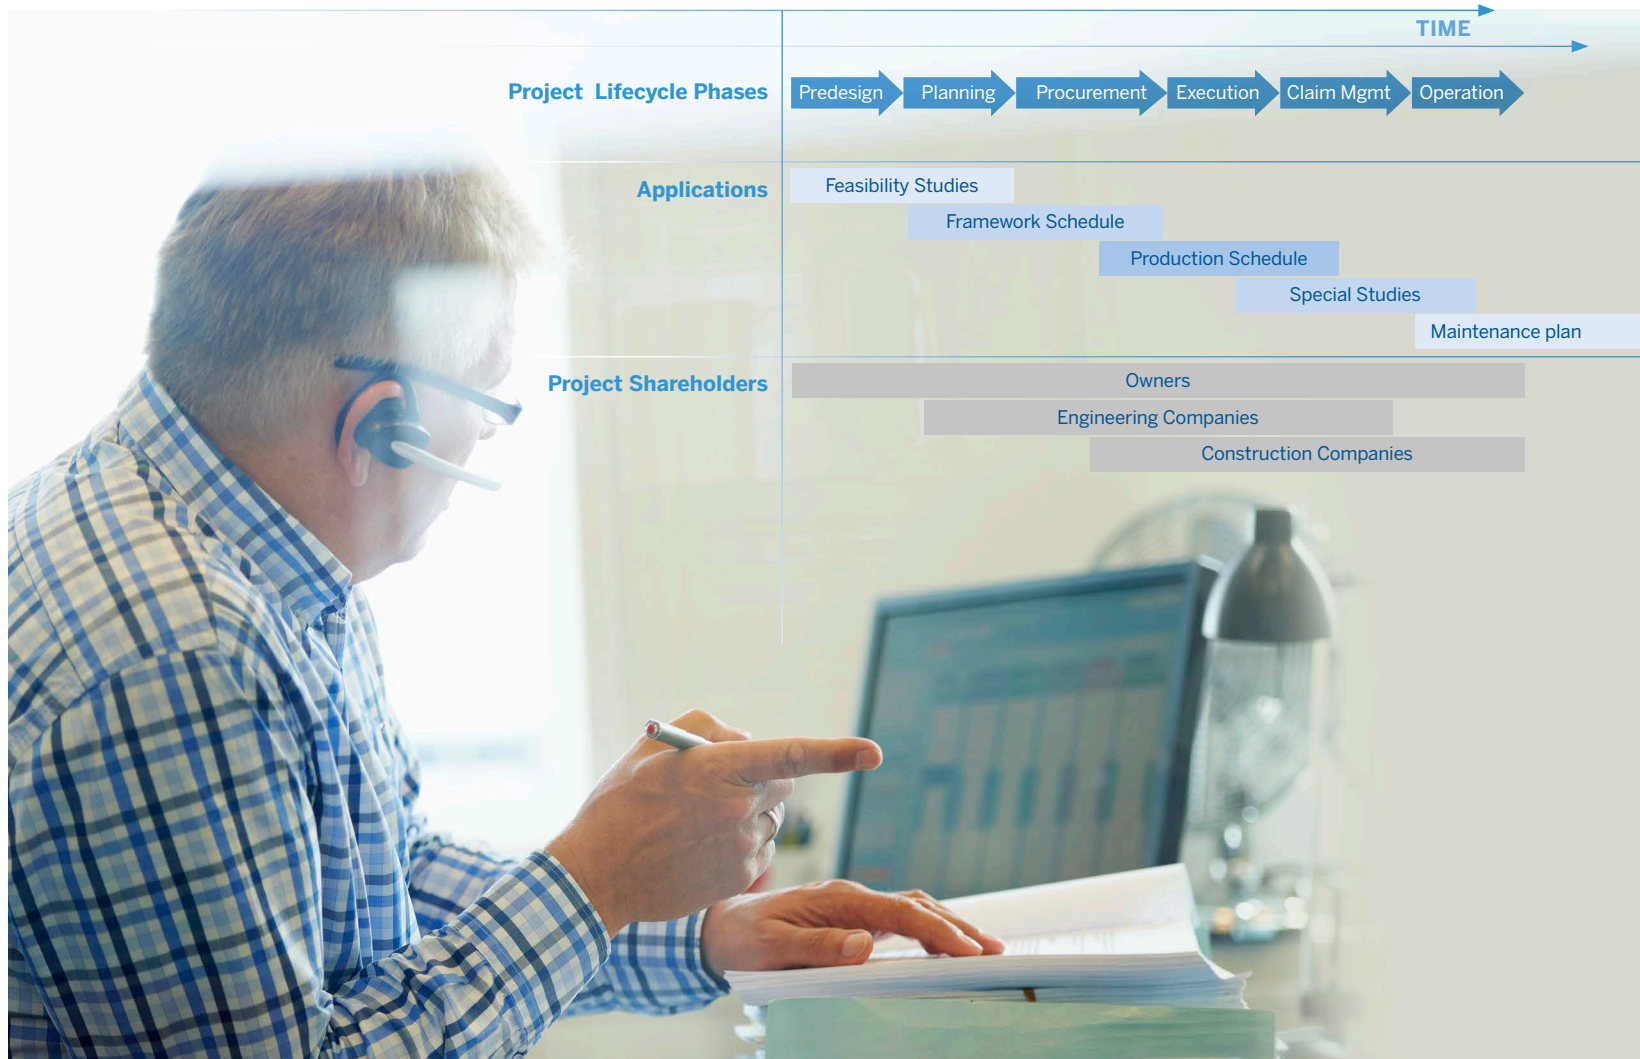 TIME
Project Lifecycle Phases
Predesign
Planning
Procurement
Execution
Claim Mgmt
Operation
Applications
Feasibility Studies
Framework Schedule
Production Schedule
Special Studies
Maintenance plan
Project Shareholders
Owners
Engineering Companies
Construction Companies